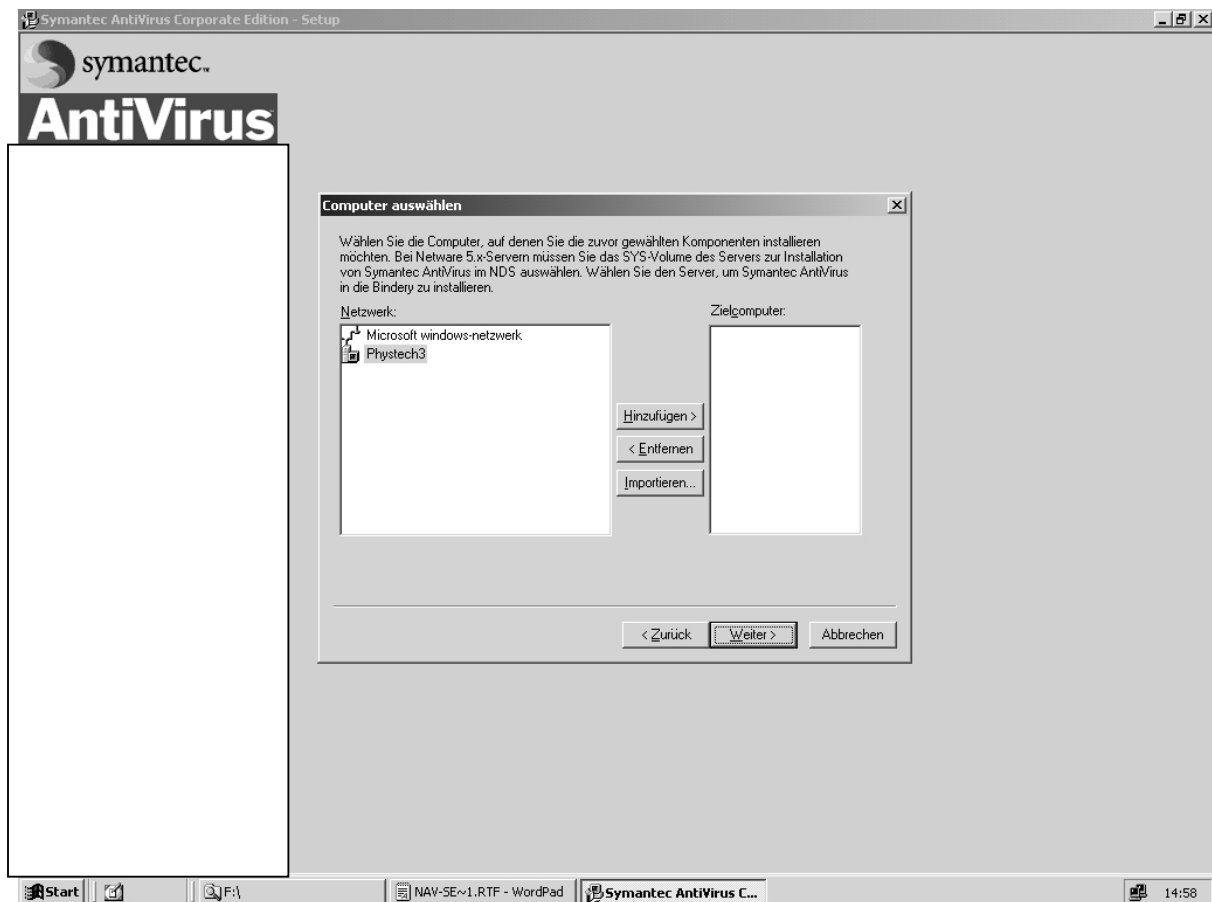 Symantec AntiVirus Corporate Edition - Setup
symantec™
AntiVirus
Computer auswählen
Wählen Sie die Computer, auf denen Sie die zuvor gewählten Komponenten installieren
möchten. Bei Netware 5.x-Servern müssen Sie das SYS-Volume des Servers zur Installation
von Symantec AntiVirus im NDS auswählen. Wählen Sie den Server, um Symantec AntiVirus
in die Bindery zu installieren.
Netzwerk:
Zielcomputer:
Microsoft windows-netzwerk
Phystech3
Hinzufügen >
< Entfernen
Importieren...
< Zurück
Weiter >
Abbrechen
Start
F:\
NAV-SE~1.RTF - WordPad
Symantec AntiVirus C...
14:58